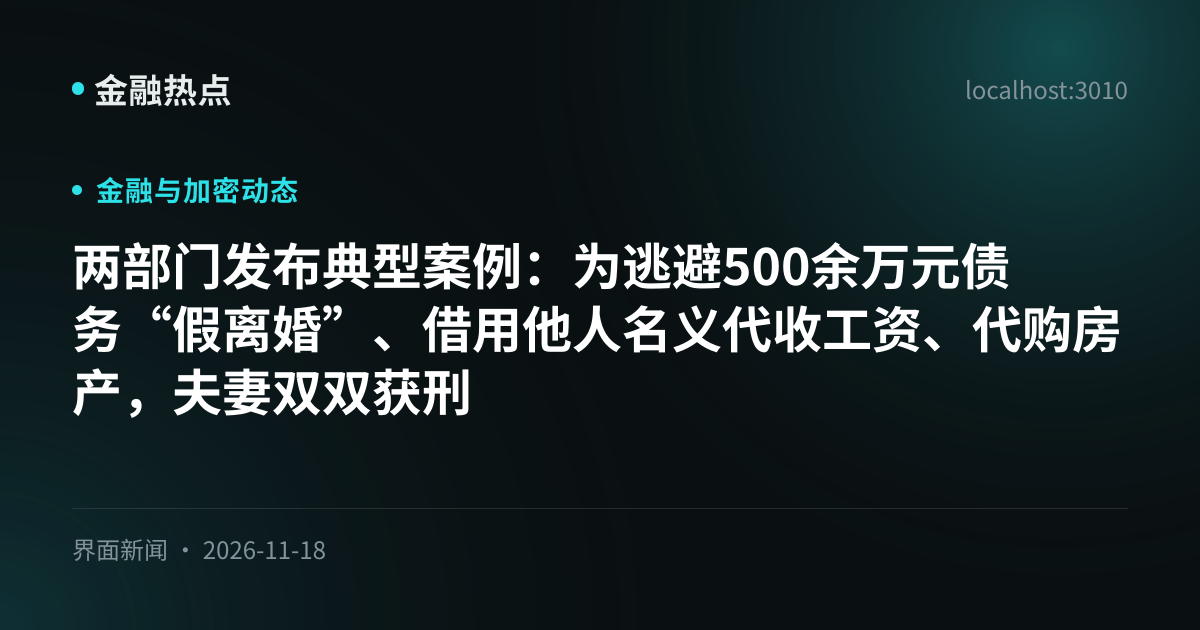 金融热点
localhost:3010
金融与加密动态
两部门发布典型案例：为逃避500余万元债
务“假离婚”、借用他人名义代收工资、代购房
产，夫妻双双获刑
界面新闻 · 2026-11-18